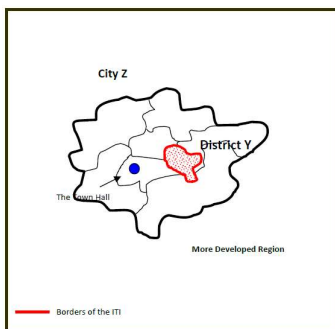 City Z
District Y
The Town Hall
More Developed Region
Borders of the ITI